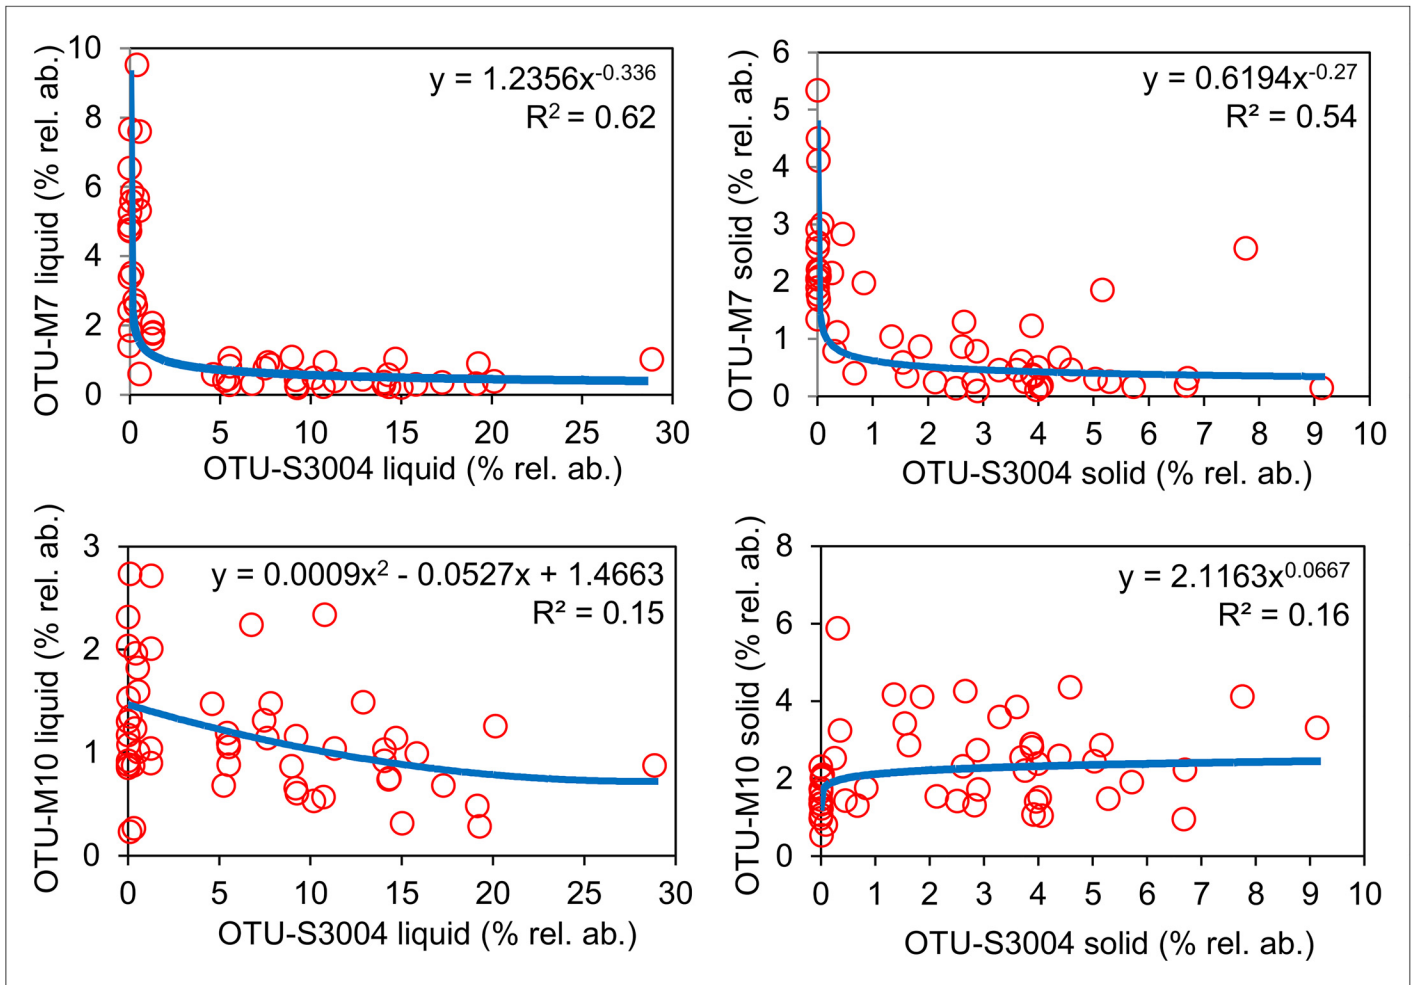 OTU-M7 liquid (% rel. ab.)
10
8
6
4
2
0
y = 1.2356x^-0.336
R² = 0.62
0 5 10 15 20 25 30
OTU-S3004 liquid (% rel. ab.)
OTU-M7 solid (% rel. ab.)
6
5
4
3
2
1
0
y = 0.6194x^-0.27
R² = 0.54
0 1 2 3 4 5 6 7 8 9 10
OTU-S3004 solid (% rel. ab.)
OTU-M10 liquid (% rel. ab.)
3
2
1
0
y = 0.0009x² - 0.0527x + 1.4663
R² = 0.15
0 5 10 15 20 25 30
OTU-S3004 liquid (% rel. ab.)
OTU-M10 solid (% rel. ab.)
8
6
4
2
0
y = 2.1163x^0.0667
R² = 0.16
0 1 2 3 4 5 6 7 8 9 10
OTU-S3004 solid (% rel. ab.)